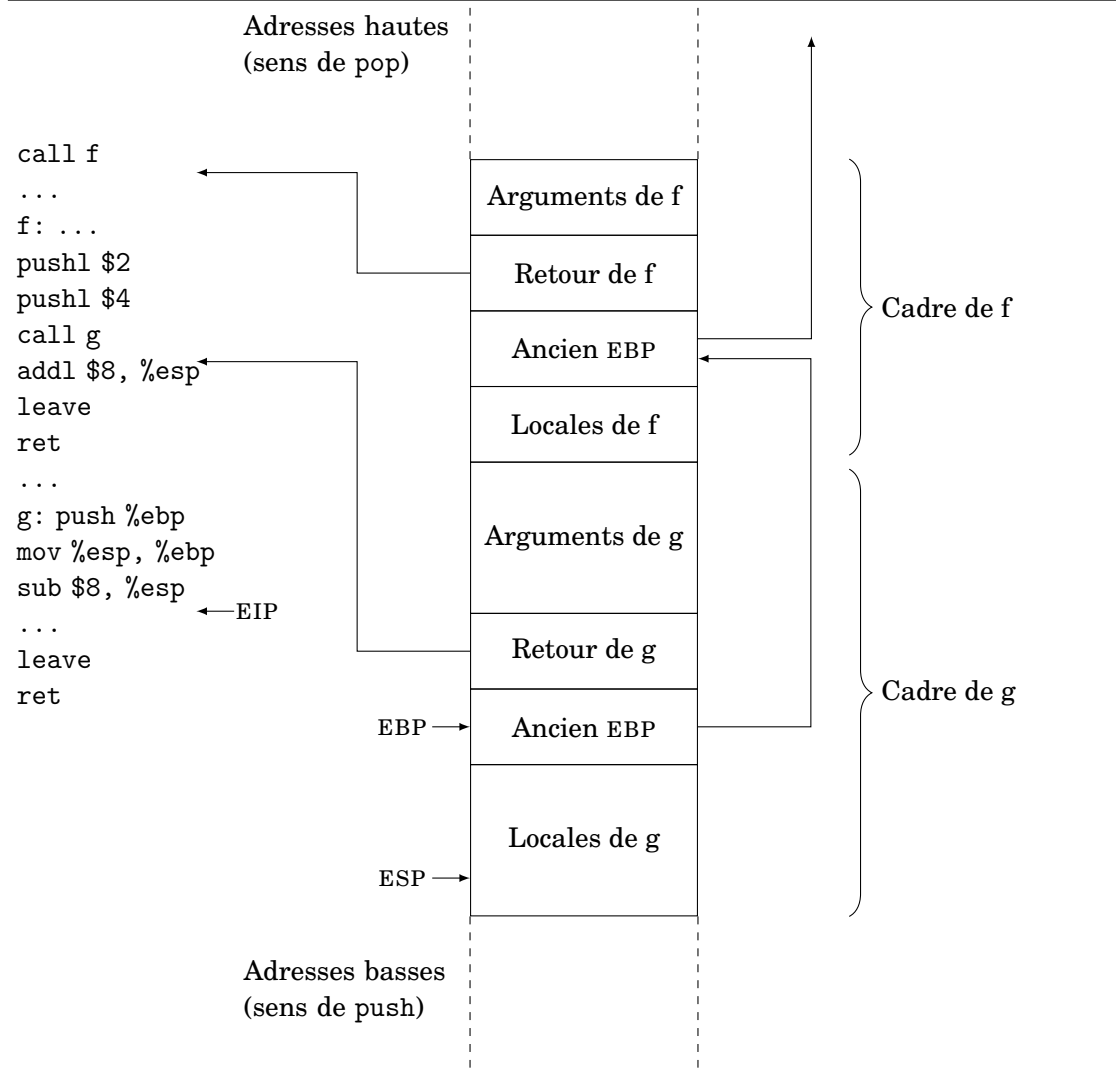 Adresses hautes
(sens de pop)
call f
...
f: ...
pushl $2
pushl $4
call g
addl $8, %esp
leave
ret
...
g: push %ebp
mov %esp, %ebp
sub $8, %esp
...
leave
ret
EIP
Arguments de f
Retour de f
Ancien EBP
Locales de f
Arguments de g
Retour de g
EBP
Ancien EBP
Locales de g
ESP
Cadre de f
Cadre de g
Adresses basses
(sens de push)